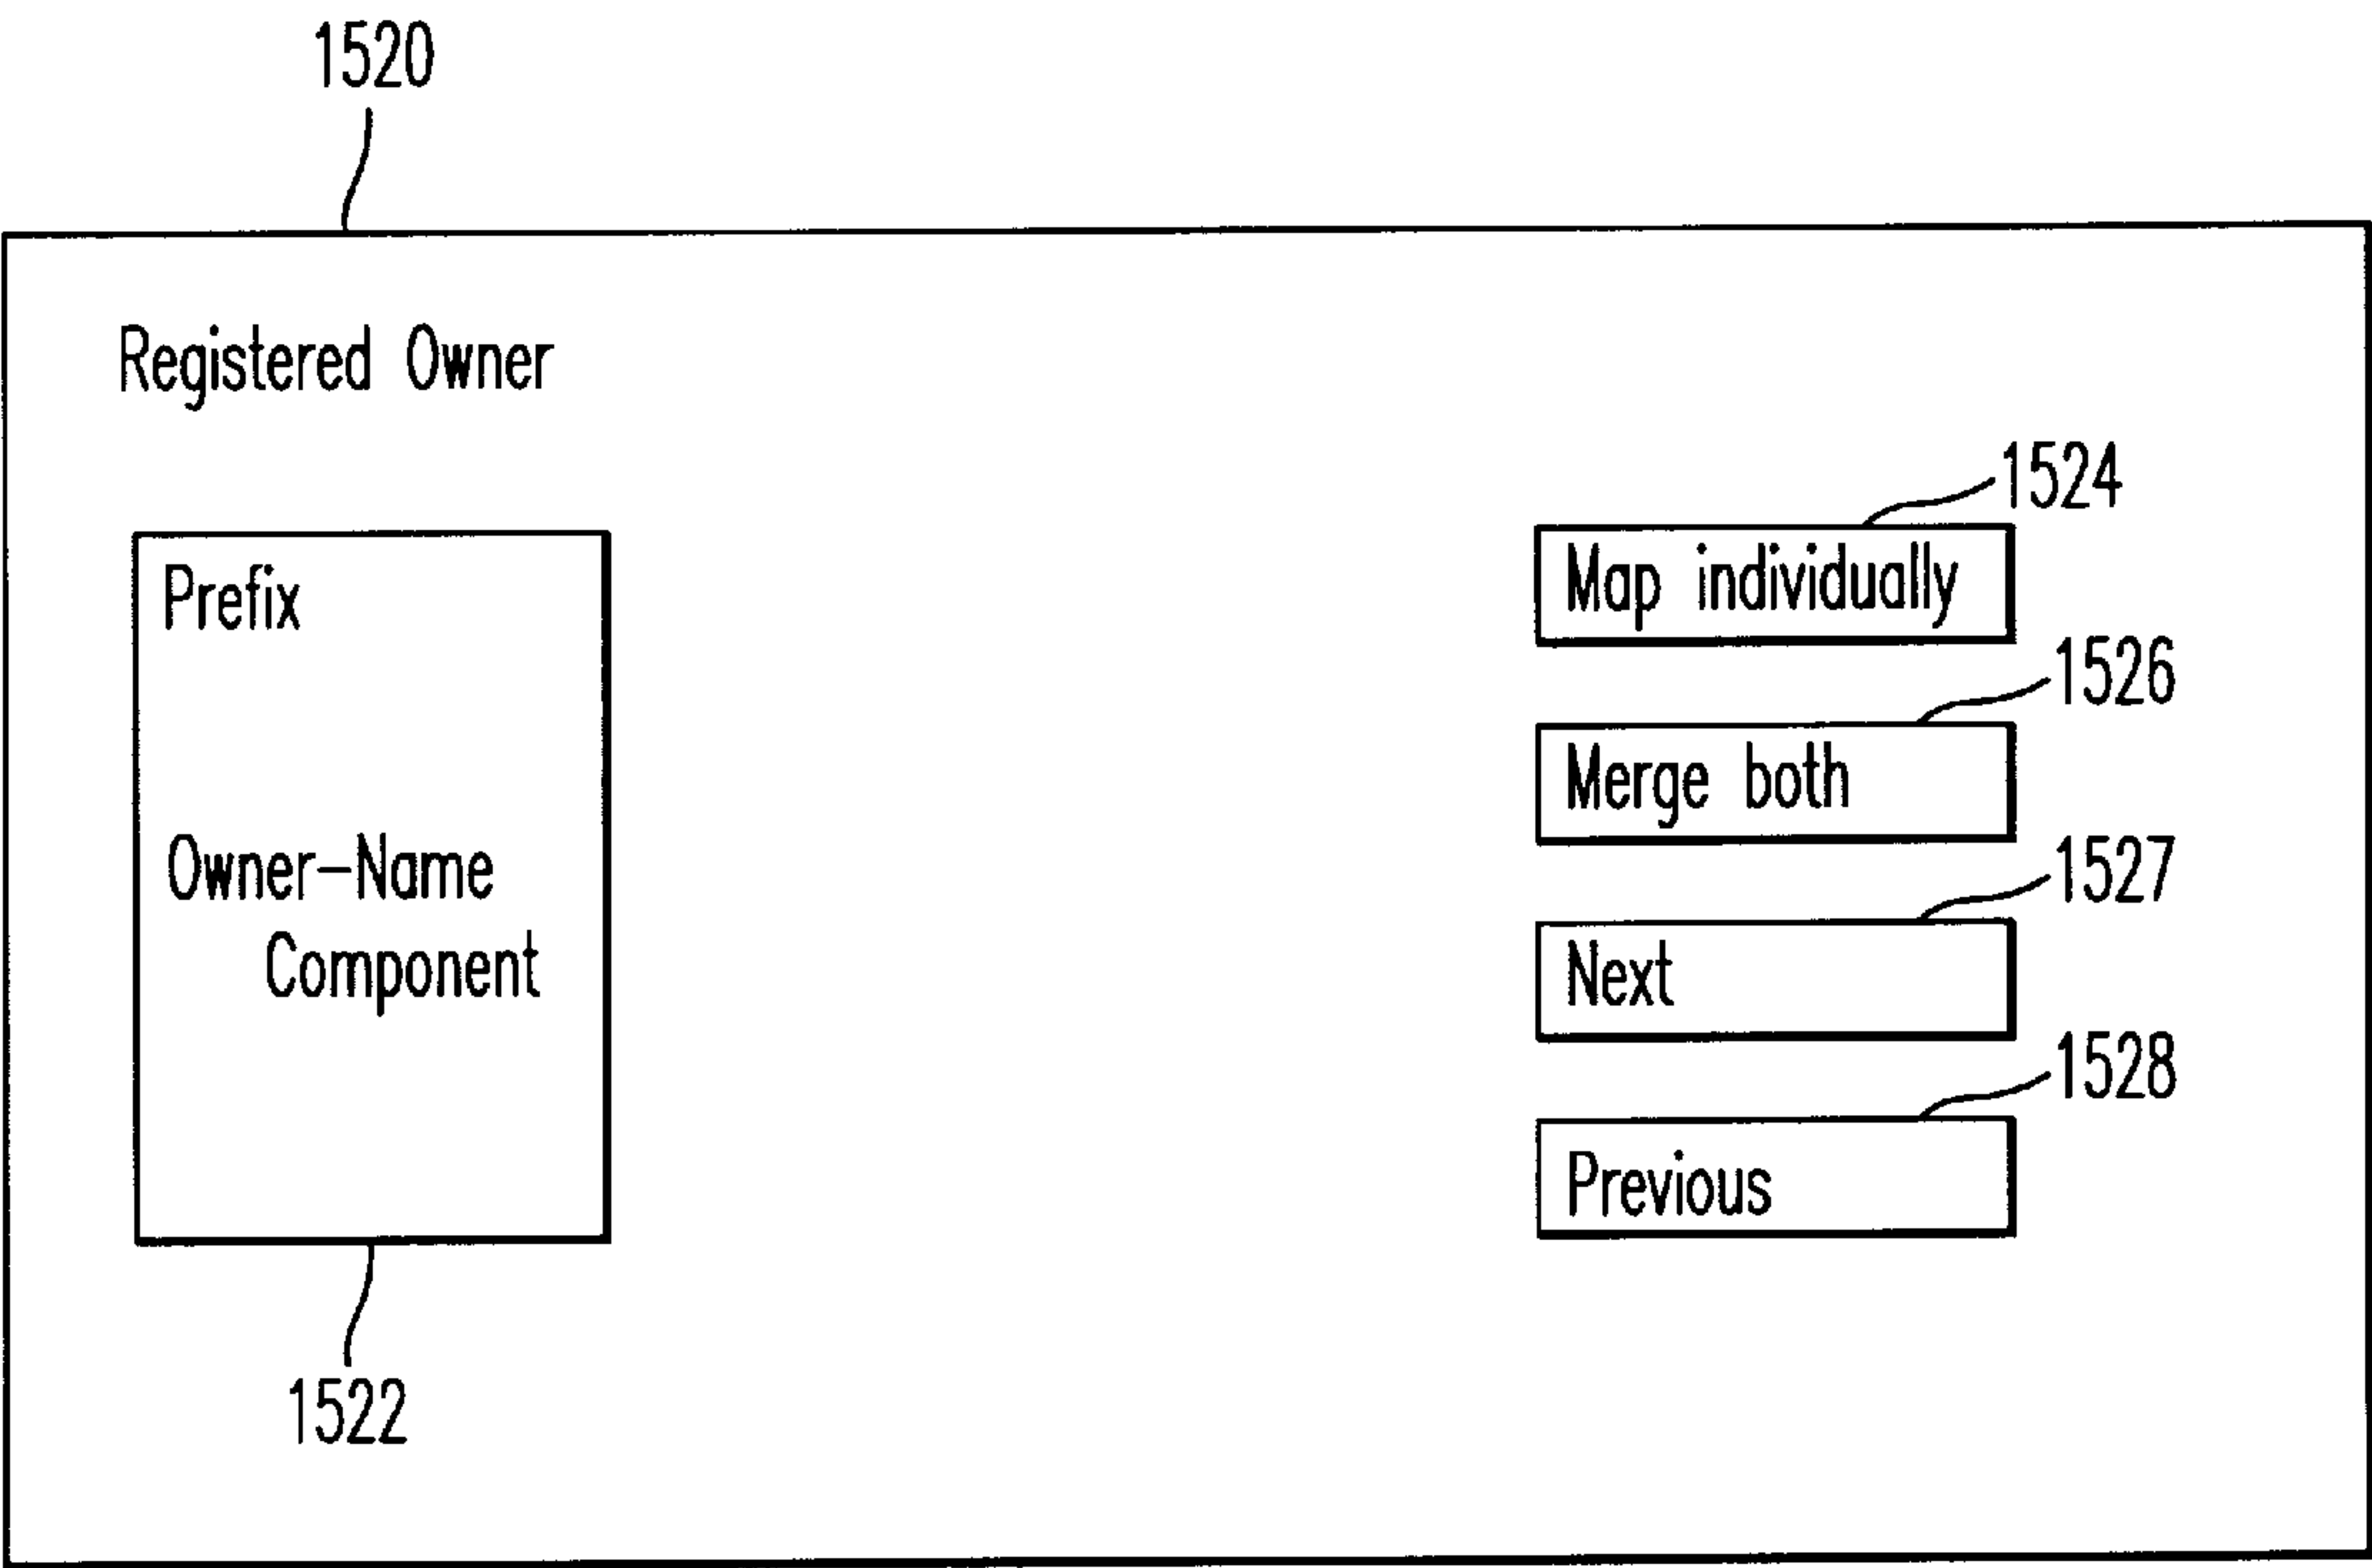 1520
Registered Owner
1524
Prefix
Map individually
1526
Merge both
1527
Owner-Name
Component
Next
1528
Previous
1522